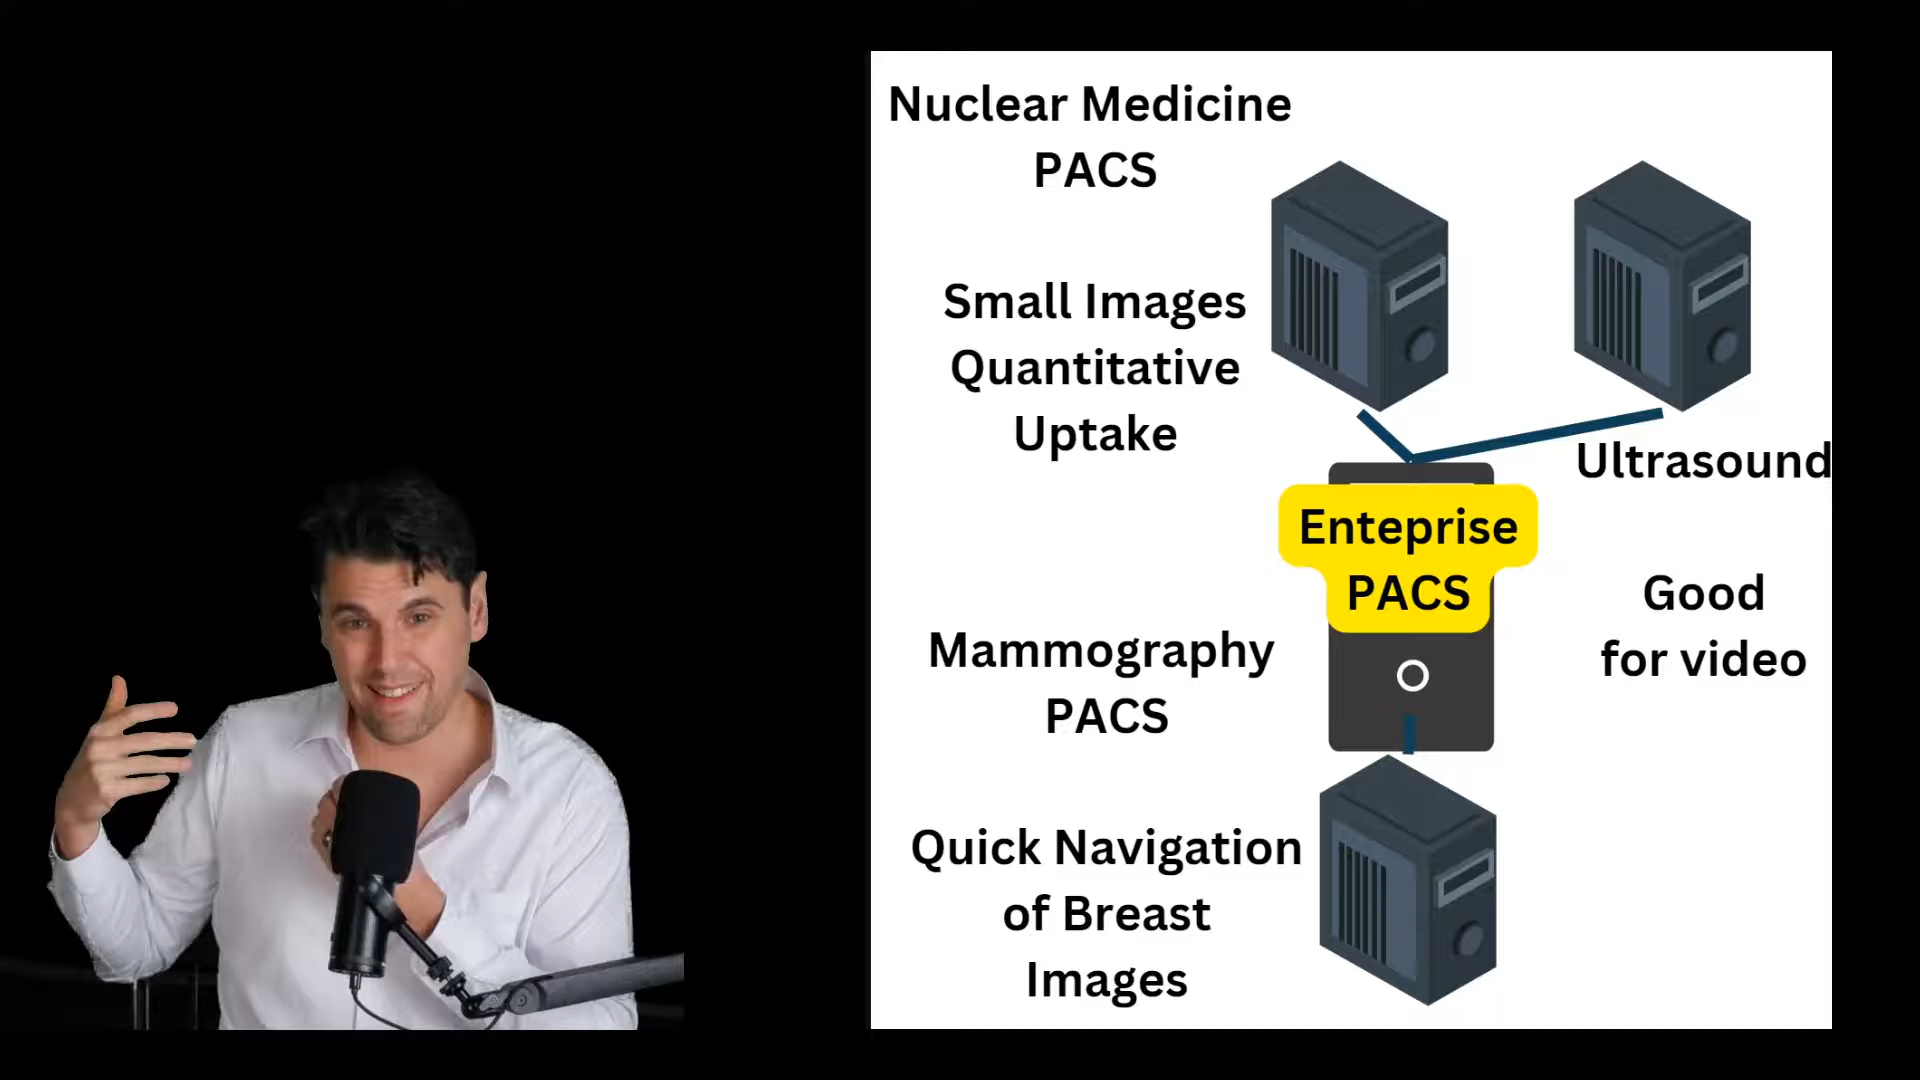 Nuclear Medicine
PACS
Small Images
Quantitative
Uptake
Ultrasound
Enteprise
PACS
Good
for video
Mammography
PACS
Quick Navigation
of Breast
Images